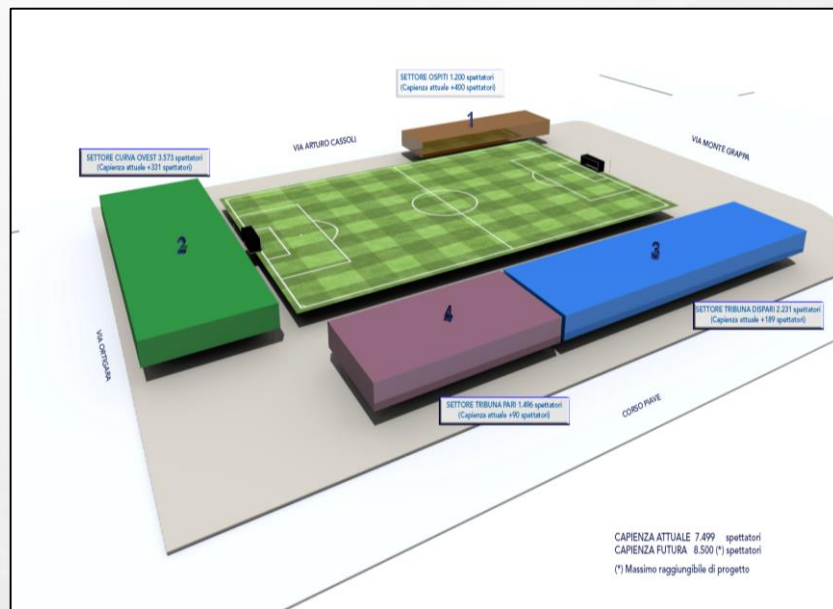 SETTORE OSPITI 1.200 spettatori
(Capienza attuale +400 spettatori)
1
VIA ARTURO CASSOLI
VIA MONTE GRAPPA
SETTORE CURVA OVEST 3.573 spettatori
(Capienza attuale +321 spettatori)
2
3
4
SETTORE TRIBUNA DISPARI 2.231 spettatori
(Capienza attuale +189 spettatori)
VIA ORTIGARA
SETTORE TRIBUNA PARI 1.496 spettatori
(Capienza attuale +90 spettatori)
CORSO PIAVE
CAPIENZA ATTUALE 7.499 spettatori
CAPIENZA FUTURA 8.500 (*) spettatori
(*) Massimo raggiungibile di progetto